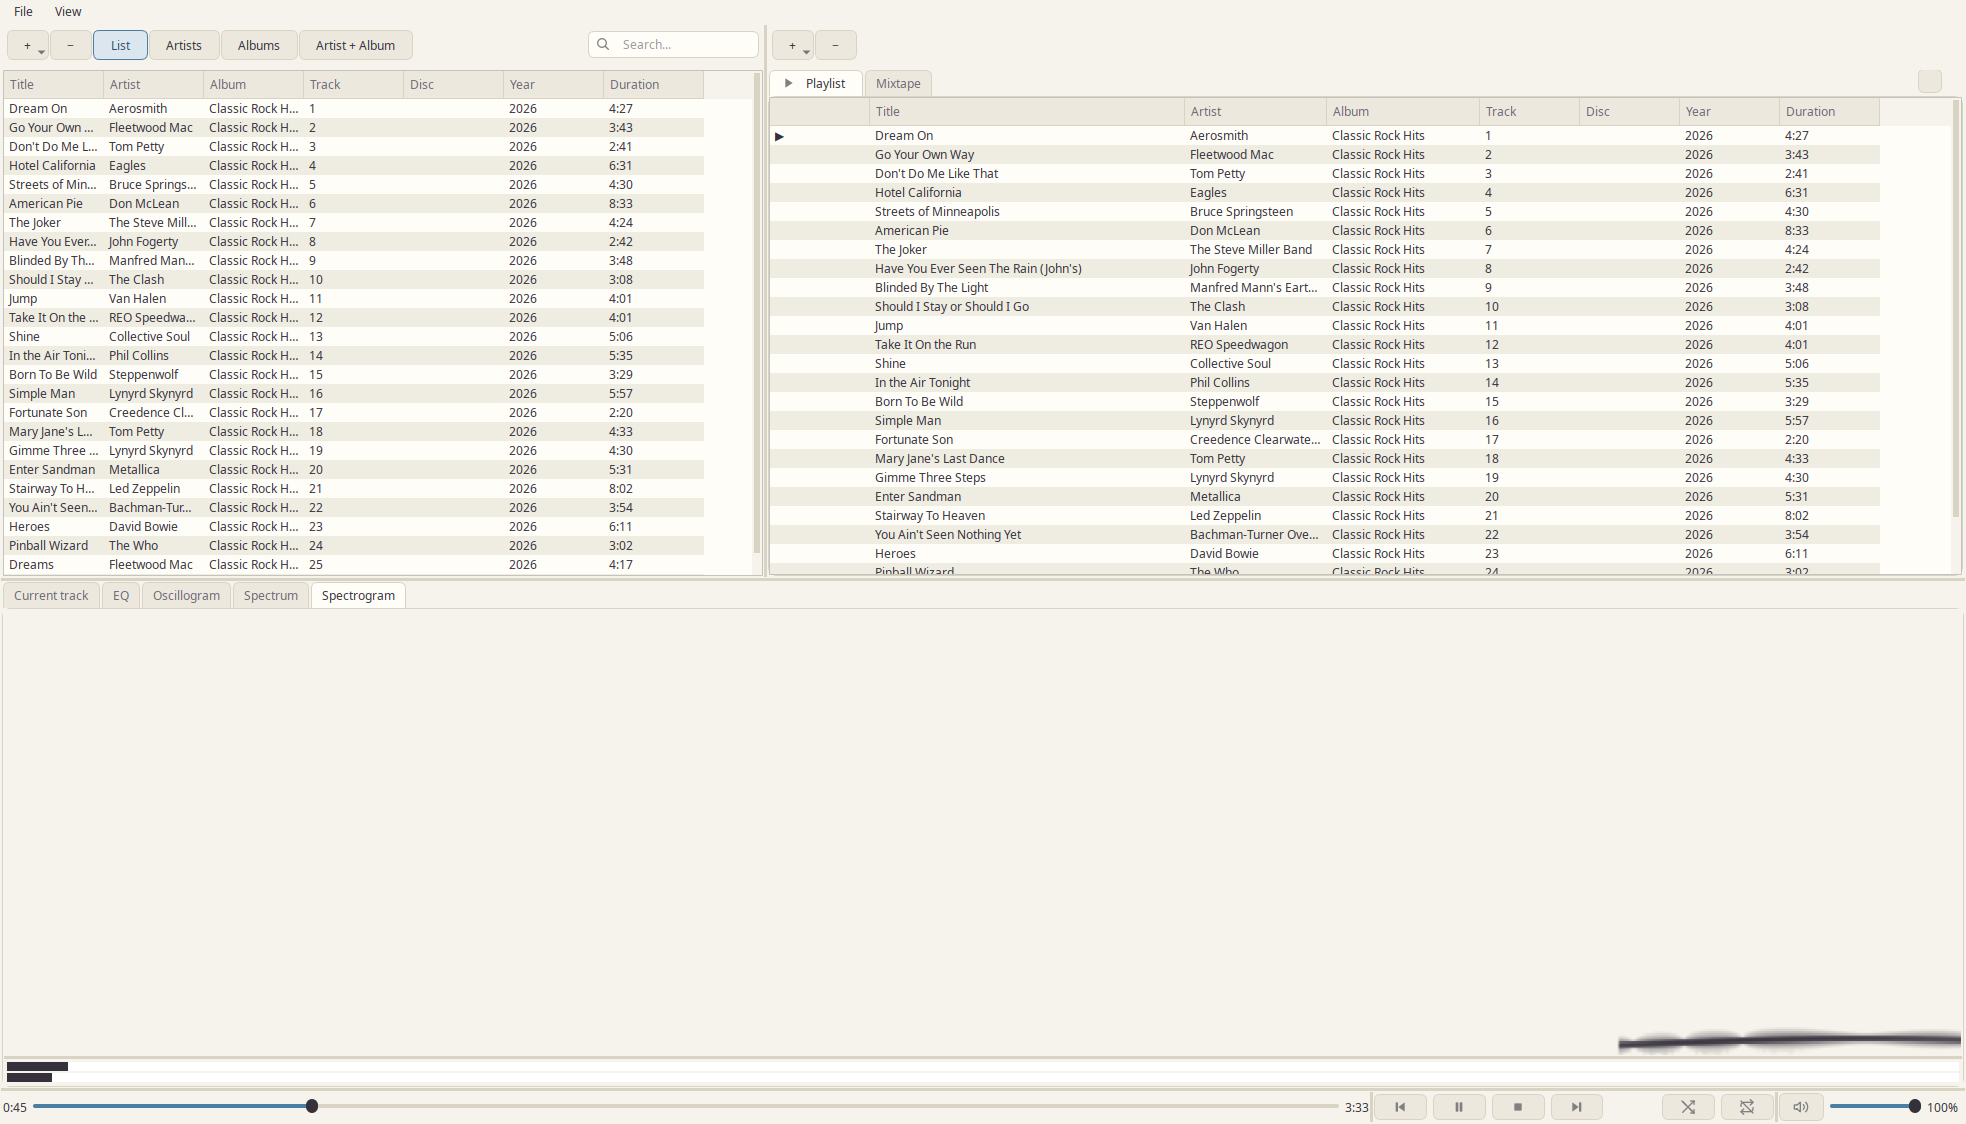 File View
+ − List Artists Albums Artist + Album Search...
+ −
Title Artist Album Track Disc Year Duration
Dream On Aerosmith Classic Rock H... 1 2026 4:27
Go Your Own ... Fleetwood Mac Classic Rock H... 2 2026 3:43
Don't Do Me L... Tom Petty Classic Rock H... 3 2026 2:41
Hotel California Eagles Classic Rock H... 4 2026 6:31
Streets of Min... Bruce Springs... Classic Rock H... 5 2026 4:30
American Pie Don McLean Classic Rock H... 6 2026 8:33
The Joker The Steve Mill... Classic Rock H... 7 2026 4:24
Have You Ever... John Fogerty Classic Rock H... 8 2026 2:42
Blinded By Th... Manfred Man... Classic Rock H... 9 2026 3:48
Should I Stay ... The Clash Classic Rock H... 10 2026 3:08
Jump Van Halen Classic Rock H... 11 2026 4:01
Take It On the ... REO Speedwa... Classic Rock H... 12 2026 4:01
Shine Collective Soul Classic Rock H... 13 2026 5:06
In the Air Toni... Phil Collins Classic Rock H... 14 2026 5:35
Born To Be Wild Steppenwolf Classic Rock H... 15 2026 3:29
Simple Man Lynyrd Skynyrd Classic Rock H... 16 2026 5:57
Fortunate Son Creedence Cl... Classic Rock H... 17 2026 2:20
Mary Jane's L... Tom Petty Classic Rock H... 18 2026 4:33
Gimme Three ... Lynyrd Skynyrd Classic Rock H... 19 2026 4:30
Enter Sandman Metallica Classic Rock H... 20 2026 5:31
Stairway To H... Led Zeppelin Classic Rock H... 21 2026 8:02
You Ain't Seen... Bachman-Tur... Classic Rock H... 22 2026 3:54
Heroes David Bowie Classic Rock H... 23 2026 6:11
Pinball Wizard The Who Classic Rock H... 24 2026 3:02
Dreams Fleetwood Mac Classic Rock H... 25 2026 4:17
Playlist Mixtape
Title Artist Album Track Disc Year Duration
Dream On Aerosmith Classic Rock Hits 1 2026 4:27
Go Your Own Way Fleetwood Mac Classic Rock Hits 2 2026 3:43
Don't Do Me Like That Tom Petty Classic Rock Hits 3 2026 2:41
Hotel California Eagles Classic Rock Hits 4 2026 6:31
Streets of Minneapolis Bruce Springsteen Classic Rock Hits 5 2026 4:30
American Pie Don McLean Classic Rock Hits 6 2026 8:33
The Joker The Steve Miller Band Classic Rock Hits 7 2026 4:24
Have You Ever Seen The Rain (John's) John Fogerty Classic Rock Hits 8 2026 2:42
Blinded By The Light Manfred Mann's Eart... Classic Rock Hits 9 2026 3:48
Should I Stay or Should I Go The Clash Classic Rock Hits 10 2026 3:08
Jump Van Halen Classic Rock Hits 11 2026 4:01
Take It On the Run REO Speedwagon Classic Rock Hits 12 2026 4:01
Shine Collective Soul Classic Rock Hits 13 2026 5:06
In the Air Tonight Phil Collins Classic Rock Hits 14 2026 5:35
Born To Be Wild Steppenwolf Classic Rock Hits 15 2026 3:29
Simple Man Lynyrd Skynyrd Classic Rock Hits 16 2026 5:57
Fortunate Son Creedence Clearwate... Classic Rock Hits 17 2026 2:20
Mary Jane's Last Dance Tom Petty Classic Rock Hits 18 2026 4:33
Gimme Three Steps Lynyrd Skynyrd Classic Rock Hits 19 2026 4:30
Enter Sandman Metallica Classic Rock Hits 20 2026 5:31
Stairway To Heaven Led Zeppelin Classic Rock Hits 21 2026 8:02
You Ain't Seen Nothing Yet Bachman-Turner Ove... Classic Rock Hits 22 2026 3:54
Heroes David Bowie Classic Rock Hits 23 2026 6:11
Pinball Wizard The Who Classic Rock Hits 24 2026 3:02
Current track EQ Oscillogram Spectrum Spectrogram
0:45 3:33 100%